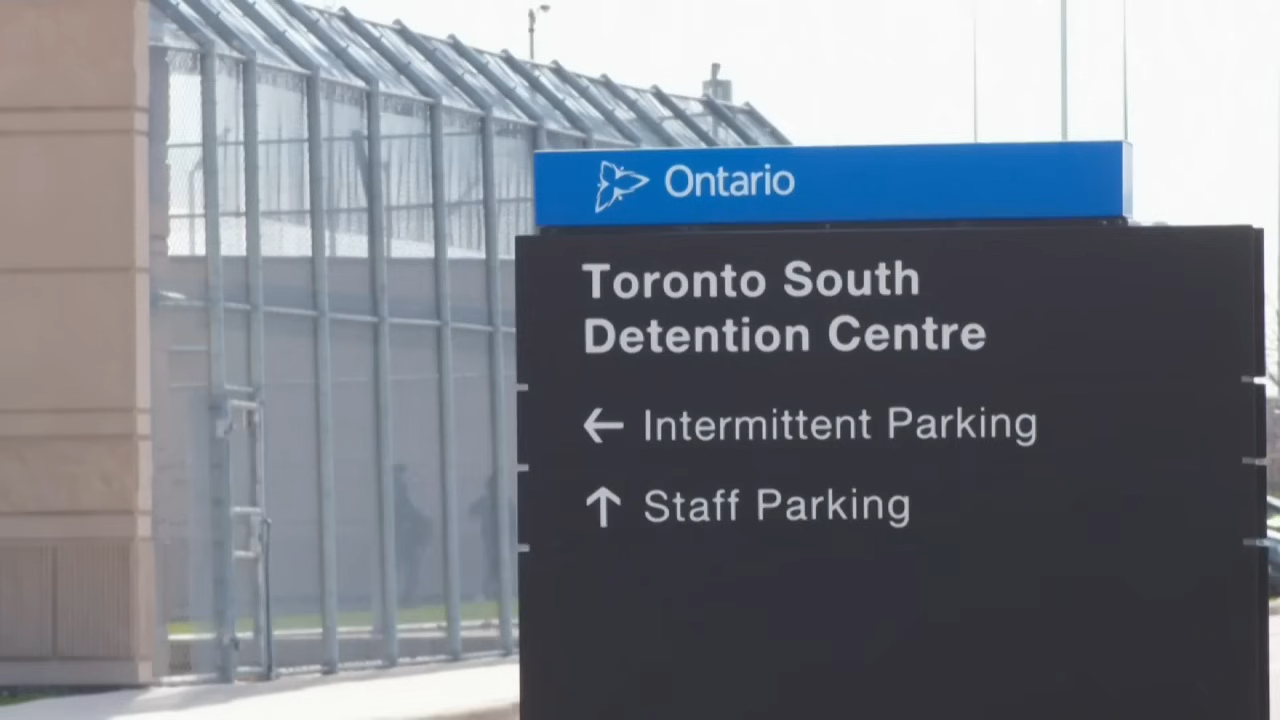 Ontario
Toronto South
Detention Centre
← Intermittent Parking
↑ Staff Parking